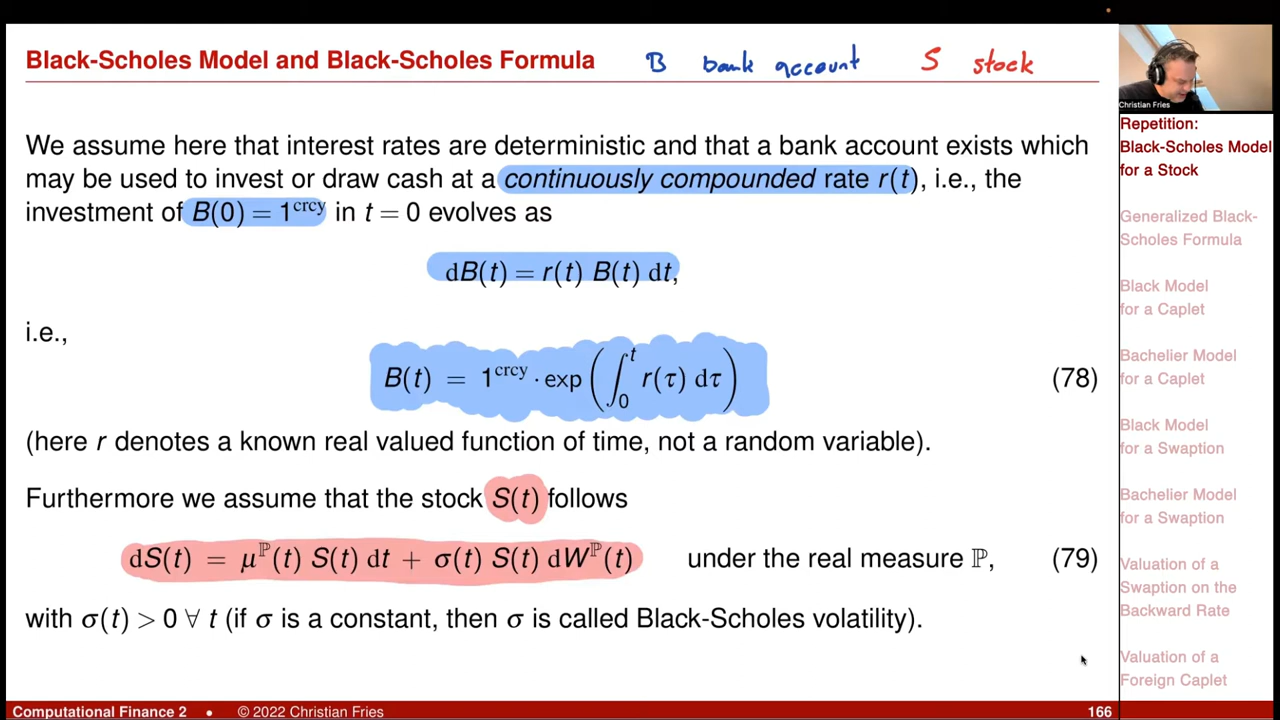 Black-Scholes Model and Black-Scholes Formula B bank account S stock
We assume here that interest rates are deterministic and that a bank account exists which
may be used to invest or draw cash at a continuously compounded rate r(t), i.e., the
investment of B(0) = 1^crcy in t = 0 evolves as
dB(t) = r(t) B(t) dt,
i.e.,
B(t) = 1^crcy · exp(∫_0^t r(τ) dτ) (78)
(here r denotes a known real valued function of time, not a random variable).
Furthermore we assume that the stock S(t) follows
dS(t) = μ^ℙ(t) S(t) dt + σ(t) S(t) dW^ℙ(t) under the real measure ℙ, (79)
with σ(t) > 0 ∀ t (if σ is a constant, then σ is called Black-Scholes volatility).
Christian Fries
Repetition:
Black-Scholes Model
for a Stock
Generalized Black-
Scholes Formula
Black Model
for a Caplet
Bachelier Model
for a Caplet
Black Model
for a Swaption
Bachelier Model
for a Swaption
Valuation of a
Swaption on the
Backward Rate
Valuation of a
Foreign Caplet
Computational Finance 2 • © 2022 Christian Fries 166